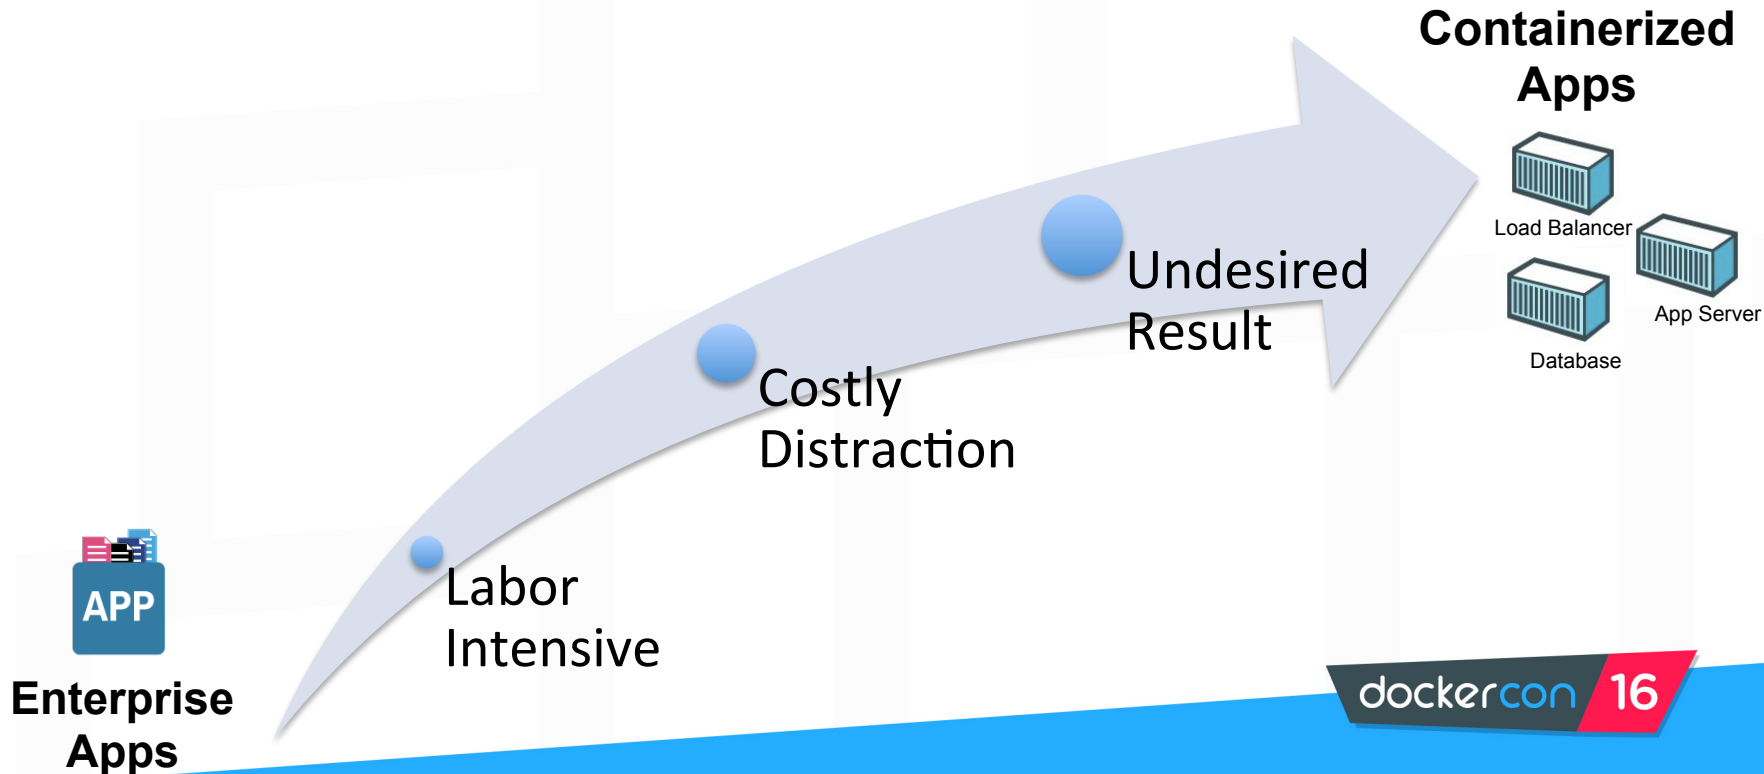 Containerized
Apps
Load Balancer
App Server
Database
Undesired
Result
Costly
Distraction
Labor
Intensive
APP
Enterprise
Apps
dockercon 16